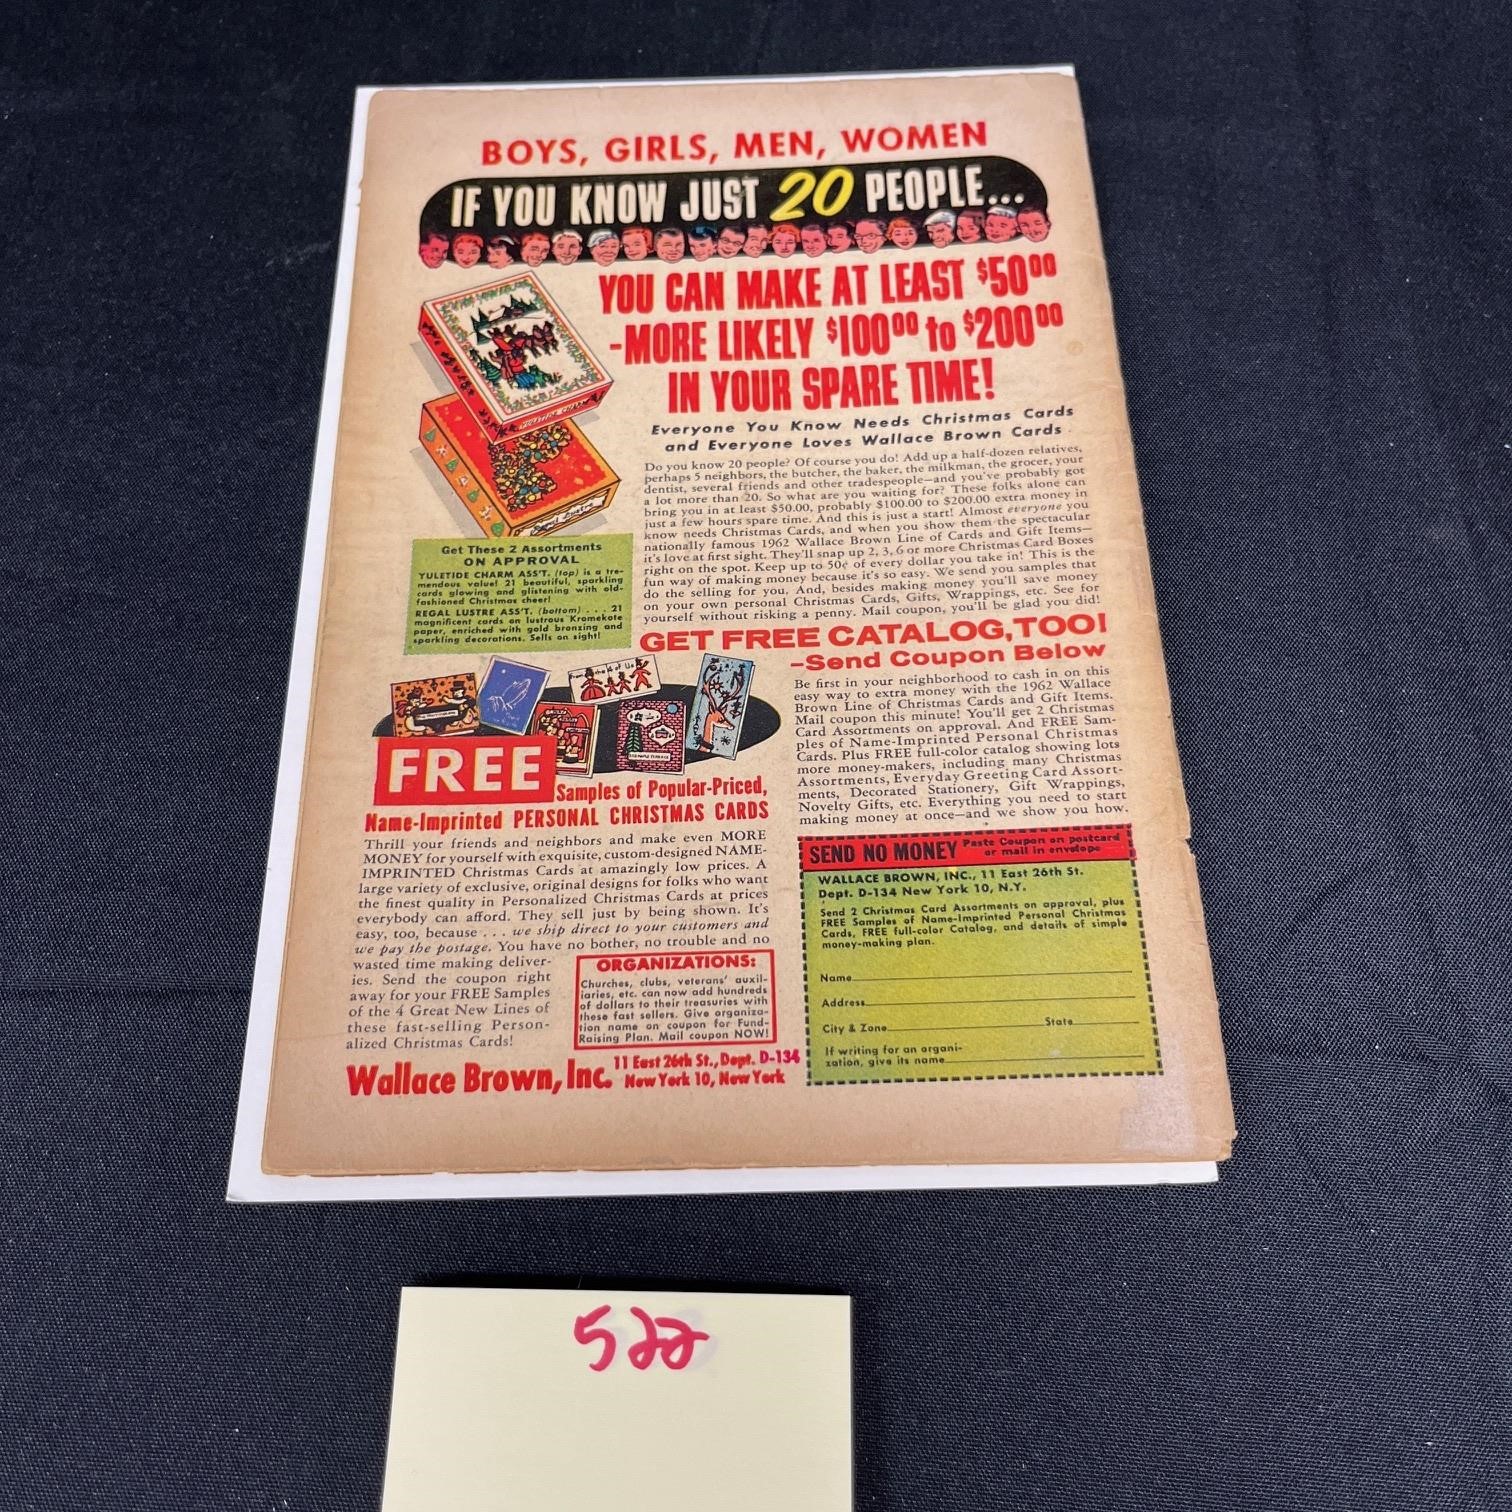 BOYS, GIRLS, MEN, WOMEN
IF YOU KNOW JUST 20 PEOPLE...
YOU CAN MAKE AT LEAST $50⁰⁰
-MORE LIKELY $100⁰⁰ to $200⁰⁰
IN YOUR SPARE TIME!
Everyone You Know Needs Christmas Cards
and Everyone Loves Wallace Brown Cards
Do you know 20 people? Of course you do! Add up a half-dozen relatives,
perhaps 5 neighbors, the butcher, the baker, the milkman, the grocer, your
dentist, several friends and other tradespeople—and you've probably got
a lot more than 20. So what are you waiting for? These folks alone can
bring you in at least $50.00, probably $100.00 to $200.00 extra money in
just a few hours spare time. And this is just a start! Almost everyone you
know needs Christmas Cards, and when you show them the spectacular
nationally famous 1962 Wallace Brown Line of Cards and Gift Items—
it's love at first sight. They'll snap up 2, 3, 6 or more Christmas Card Boxes
right on the spot. Keep up to 50¢ of every dollar you take in! This is the
fun way of making money because it's so easy. We send you samples that
do the selling for you. And, besides making money you'll save money
on your own personal Christmas Cards, Gifts, Wrappings, etc. See for
yourself without risking a penny. Mail coupon, you'll be glad you did!
Regal Lustre
Get These 2 Assortments
ON APPROVAL
YULETIDE CHARM ASS'T. (top) is a tre-
mendous value! 21 beautiful, sparkling
cards glowing and glistening with old-
fashioned Christmas cheer!
REGAL LUSTRE ASS'T. (bottom) . . . 21
magnificent cards on lustrous Kromekote
paper, enriched with gold bronzing and
sparkling decorations. Sells on sight!
GET FREE CATALOG, TOO!
-Send Coupon Below
Be first in your neighborhood to cash in on this
easy way to extra money with the 1962 Wallace
Brown Line of Christmas Cards and Gift Items.
Mail coupon this minute! You'll get 2 Christmas
Card Assortments on approval. And FREE Sam-
ples of Name-Imprinted Personal Christmas
Cards. Plus FREE full-color catalog showing lots
more money-makers, including many Christmas
Assortments, Everyday Greeting Card Assort-
ments, Decorated Stationery, Gift Wrappings,
Novelty Gifts, etc. Everything you need to start
making money at once—and we show you how.
From the 4 of Us
FREE
Samples of Popular-Priced,
Name-Imprinted PERSONAL CHRISTMAS CARDS
Thrill your friends and neighbors and make even MORE
MONEY for yourself with exquisite, custom-designed NAME-
IMPRINTED Christmas Cards at amazingly low prices. A
large variety of exclusive, original designs for folks who want
the finest quality in Personalized Christmas Cards at prices
everybody can afford. They sell just by being shown. It's
easy, too, because . . . we ship direct to your customers and
we pay the postage. You have no bother, no trouble and no
wasted time making deliver-
ies. Send the coupon right
away for your FREE Samples
of the 4 Great New Lines of
these fast-selling Person-
alized Christmas Cards!
ORGANIZATIONS:
Churches, clubs, veterans' auxil-
iaries, etc. can now add hundreds
of dollars to their treasuries with
these fast sellers. Give organiza-
tion name on coupon for Fund-
Raising Plan. Mail coupon NOW!
Wallace Brown, Inc. 11 East 26th St., Dept. D-134
New York 10, New York
SEND NO MONEY Paste Coupon on postcard
or mail in envelope
WALLACE BROWN, INC., 11 East 26th St.
Dept. D-134 New York 10, N.Y.
Send 2 Christmas Card Assortments on approval, plus
FREE Samples of Name-Imprinted Personal Christmas
Cards, FREE full-color Catalog, and details of simple
money-making plan.
Name
Address
City & Zone State
If writing for an organi-
zation, give its name
522